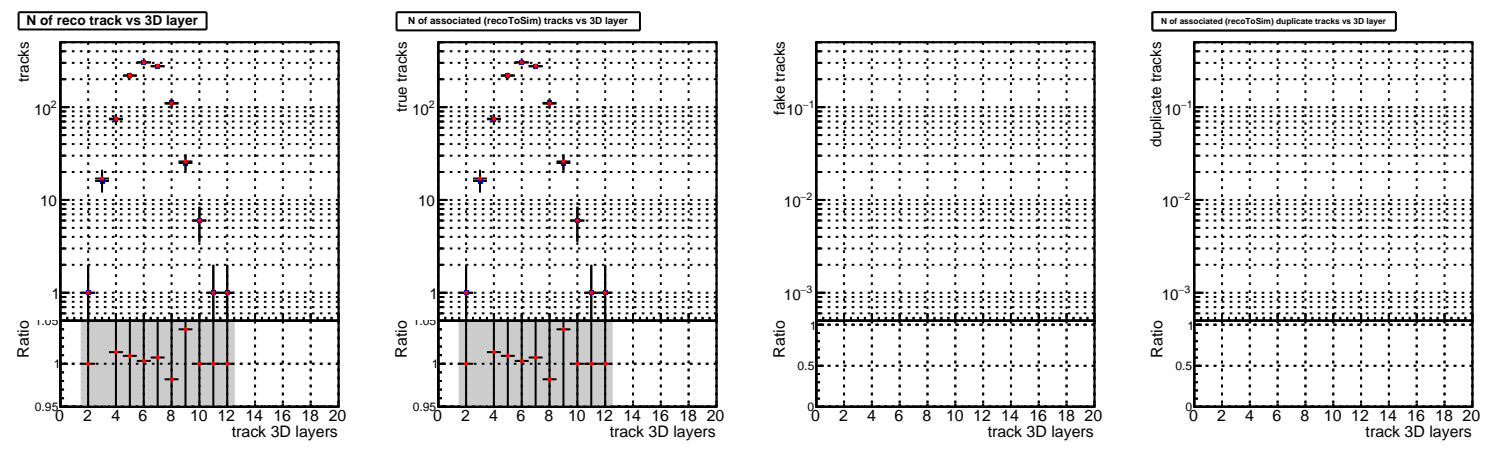 N of reco track vs 3D layer
tracks
10²
10
1
Ratio
1.05
1
0.95
0 2 4 6 8 10 12 14 16 18 20
track 3D layers
N of associated (recoToSim) tracks vs 3D layer
true tracks
10²
10
1
Ratio
1.05
1
0.95
0 2 4 6 8 10 12 14 16 18 20
track 3D layers
fake tracks
10⁻¹
10⁻²
10⁻³
Ratio
1
0.5
0
0 2 4 6 8 10 12 14 16 18 20
track 3D layers
N of associated (recoToSim) duplicate tracks vs 3D layer
duplicate tracks
10⁻¹
10⁻²
10⁻³
Ratio
1
0.5
0
0 2 4 6 8 10 12 14 16 18 20
track 3D layers